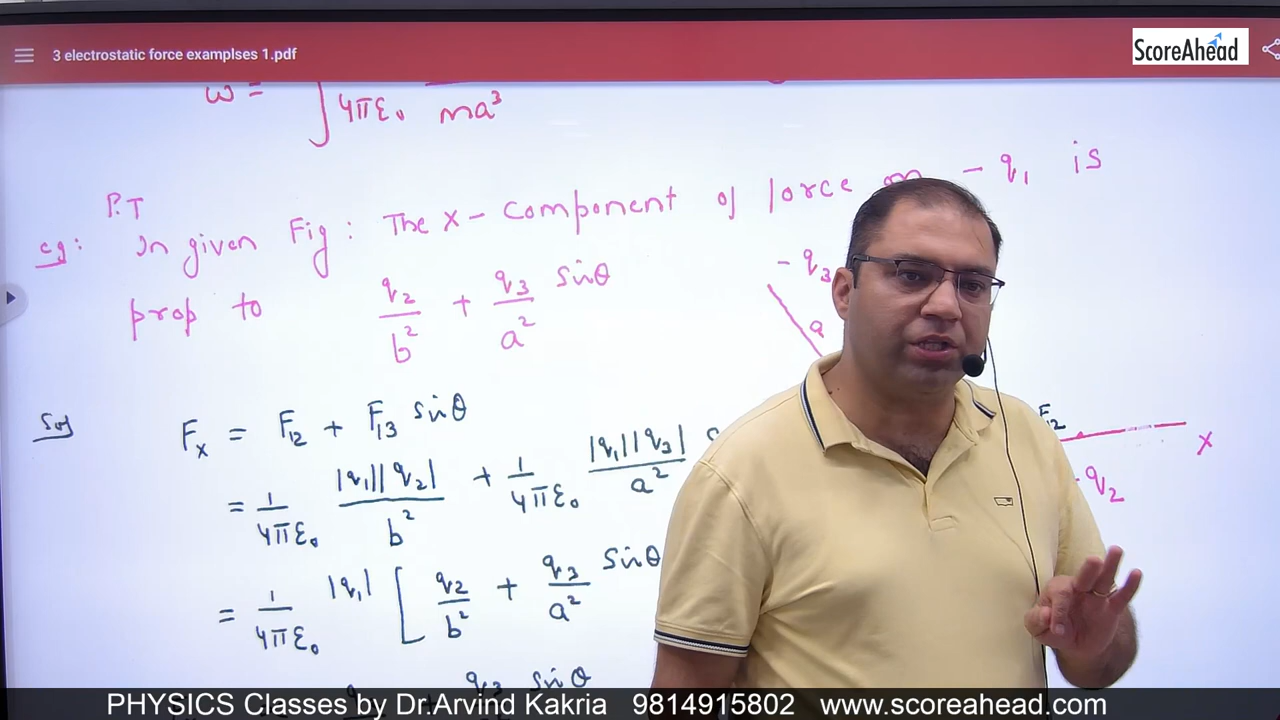 3 electrostatic force examplses 1.pdf
ScoreAhead
ω = ∫ 4πε₀ ma³
P.T
eg: In given Fig: The x-component of force on -q₁ is
prop to q₂/b² + q₃/a² sinθ
-q₃
a
Sol Fₓ = F₁₂ + F₁₃ sinθ
F₁₂
x
= 1/4πε₀ |q₁||q₂|/b² + 1/4πε₀ |q₁||q₃|/a²
-q₂
= 1/4πε₀ |q₁| [ q₂/b² + q₃/a² sinθ
sinθ
PHYSICS Classes by Dr.Arvind Kakria 9814915802 www.scoreahead.com